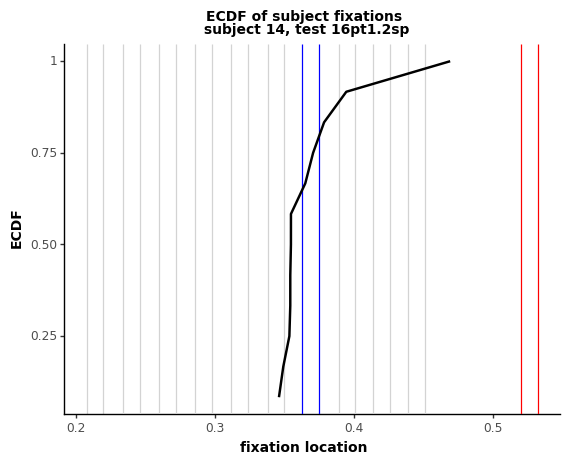 ECDF of subject fixations
subject 14, test 16pt1.2sp
1
0.75
0.50
0.25
ECDF
0.2 0.3 0.4 0.5
fixation location